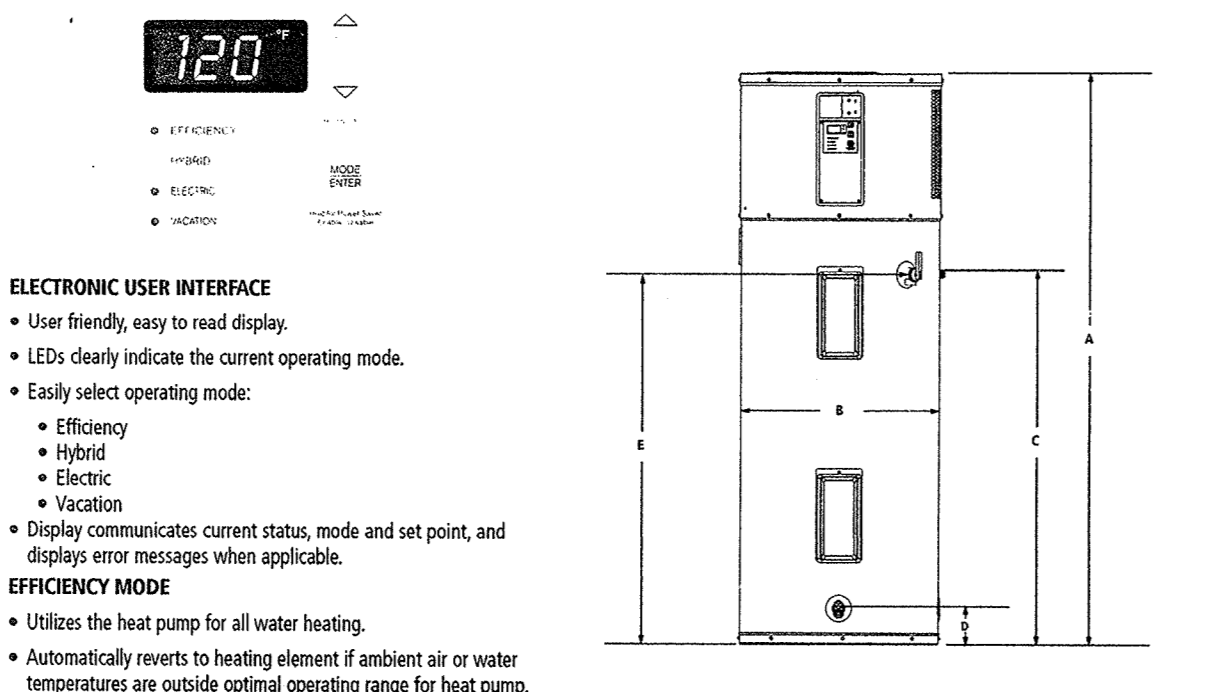 120 °F
EFFICIENCY
HYBRID
ELECTRIC
VACATION
MODE
ENTER
ELECTRONIC USER INTERFACE
• User friendly, easy to read display.
• LEDs clearly indicate the current operating mode.
• Easily select operating mode:
• Efficiency
• Hybrid
• Electric
• Vacation
• Display communicates current status, mode and set point, and
displays error messages when applicable.
EFFICIENCY MODE
• Utilizes the heat pump for all water heating.
• Automatically reverts to heating element if ambient air or water
temperatures are outside optimal operating range for heat pump.
A
B
C
E
D